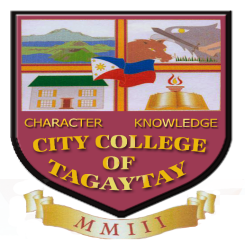 CHARACTER KNOWLEDGE
CITY COLLEGE
OF
TAGAYTAY
MMIII